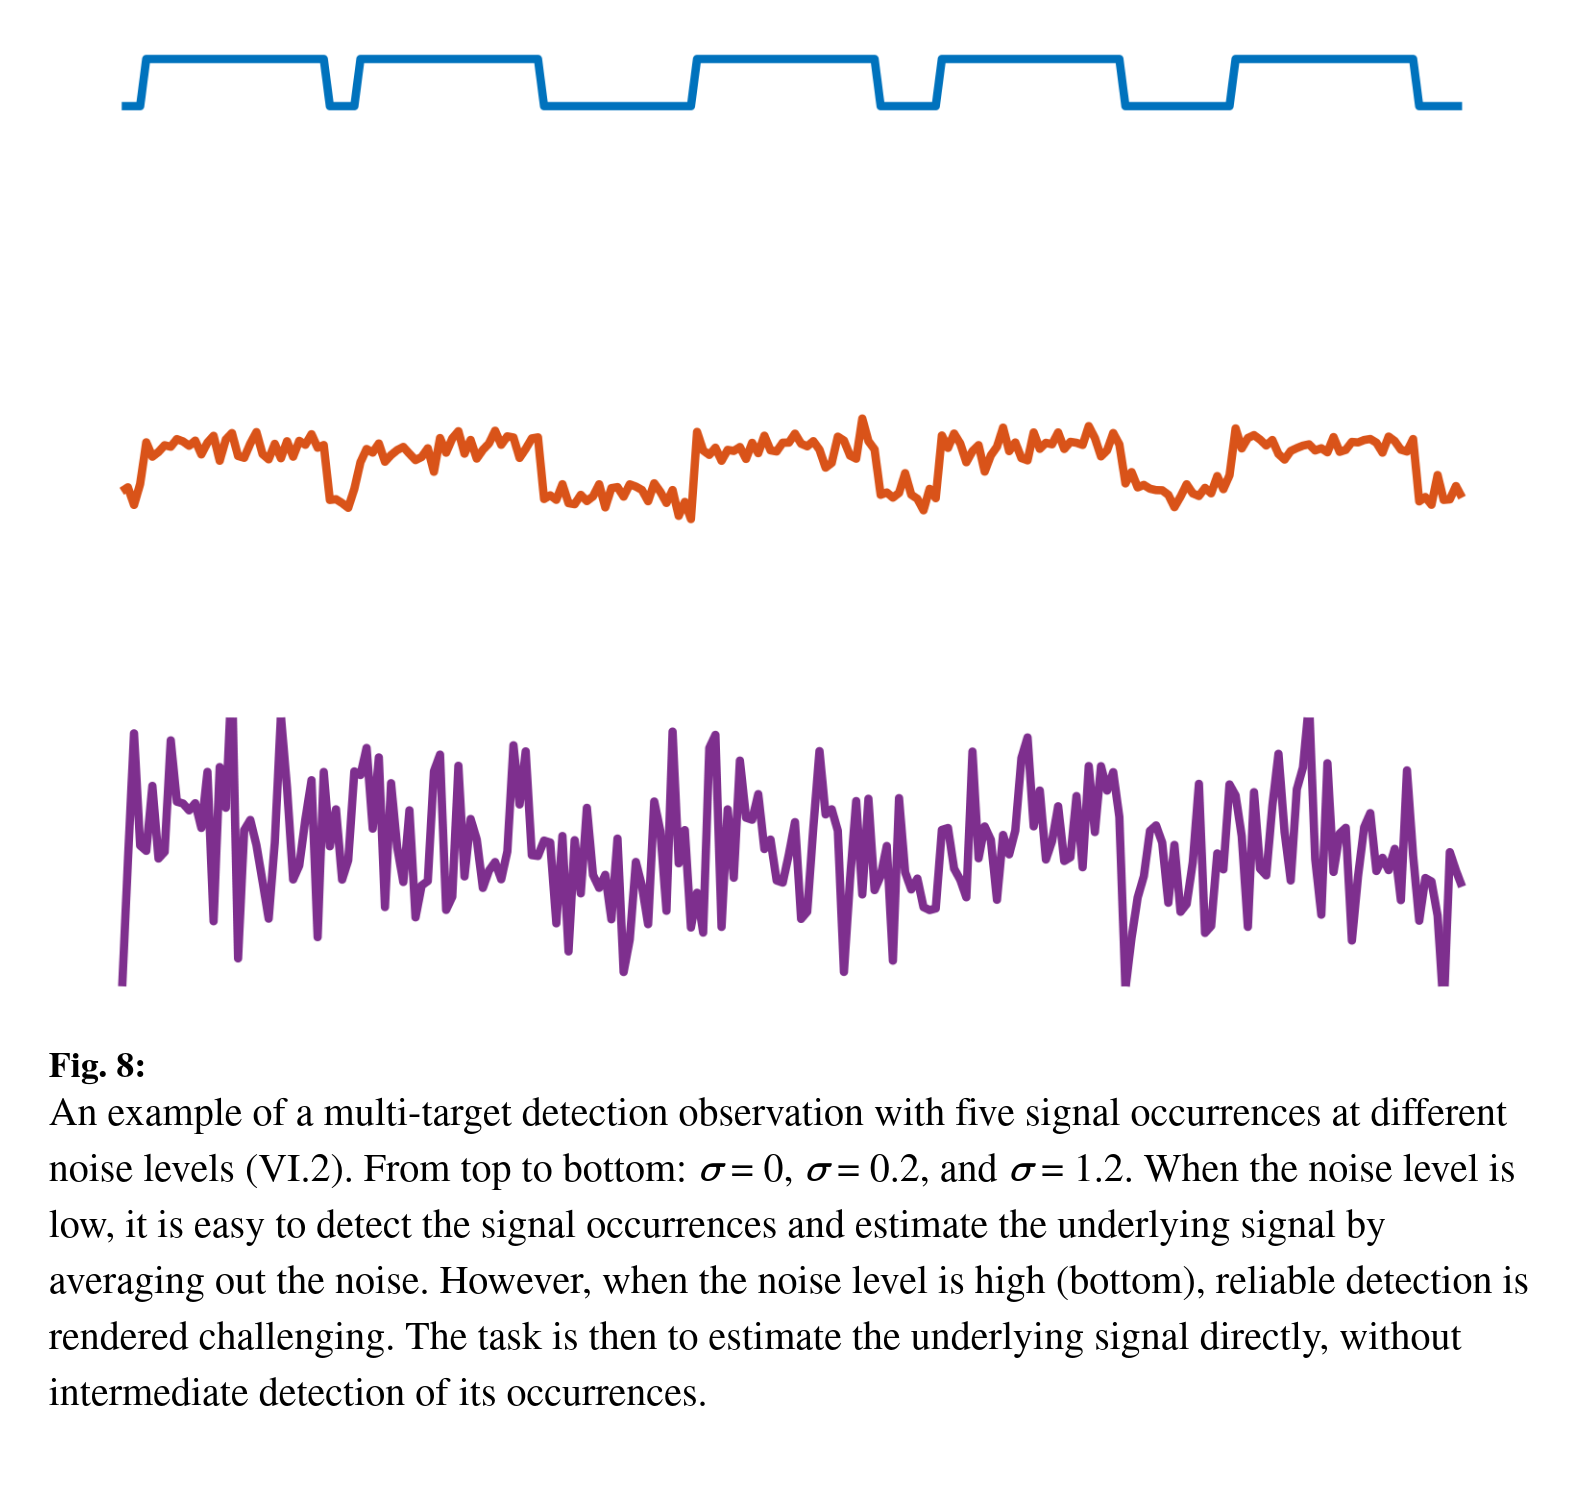 Fig. 8:
An example of a multi-target detection observation with five signal occurrences at different
noise levels (VI.2). From top to bottom: σ = 0, σ = 0.2, and σ = 1.2. When the noise level is
low, it is easy to detect the signal occurrences and estimate the underlying signal by
averaging out the noise. However, when the noise level is high (bottom), reliable detection is
rendered challenging. The task is then to estimate the underlying signal directly, without
intermediate detection of its occurrences.